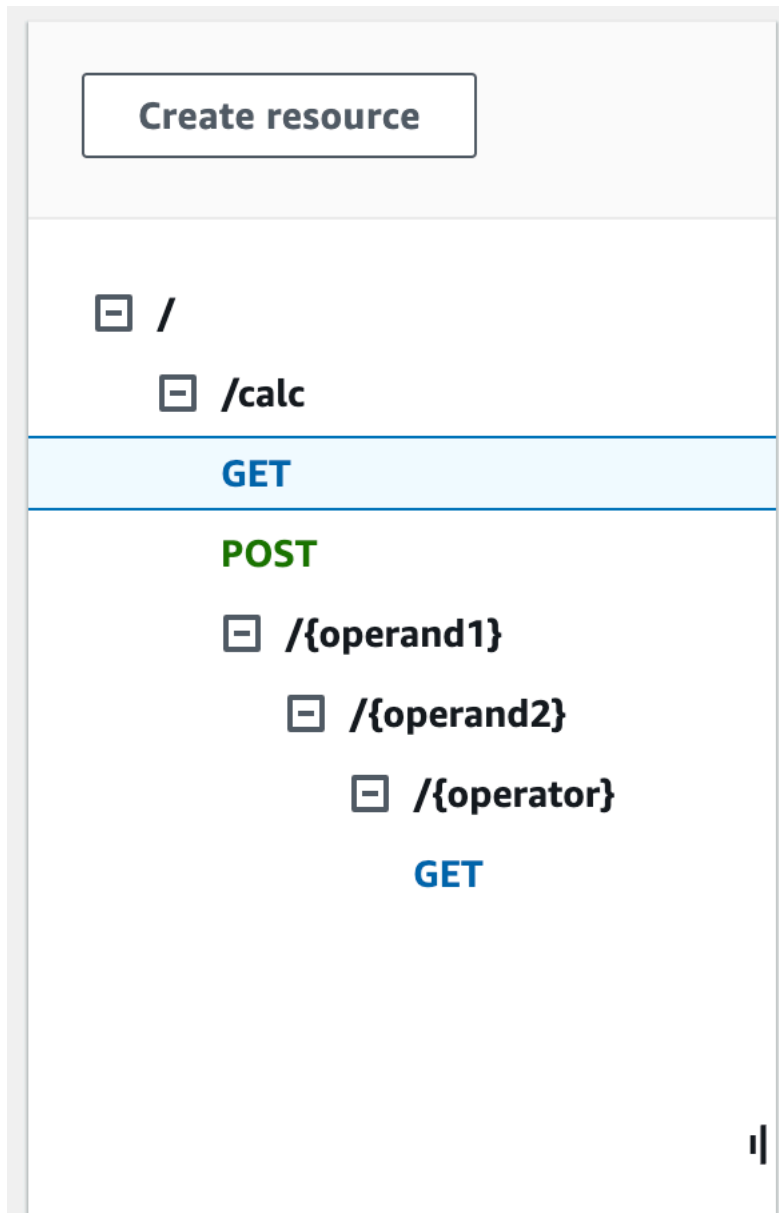 Create resource
/
/calc
GET
POST
/{operand1}
/{operand2}
/{operator}
GET